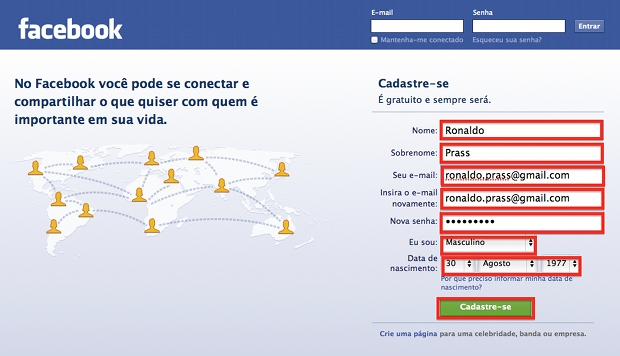 facebook
E-mail
Senha
Entrar
Mantenha-me conectado
Esqueceu sua senha?
No Facebook você pode se conectar e
compartilhar o que quiser com quem é
importante em sua vida.
Cadastre-se
É gratuito e sempre será.
Nome: Ronaldo
Sobrenome: Prass
Seu e-mail: ronaldo.prass@gmail.com
Insira o e-mail
novamente: ronaldo.prass@gmail.com
Nova senha: •••••••••
Eu sou: Masculino
Data de
nascimento: 30 Agosto 1977
Por que preciso informar minha data de
nascimento?
Cadastre-se
Crie uma página para uma celebridade, banda ou empresa.